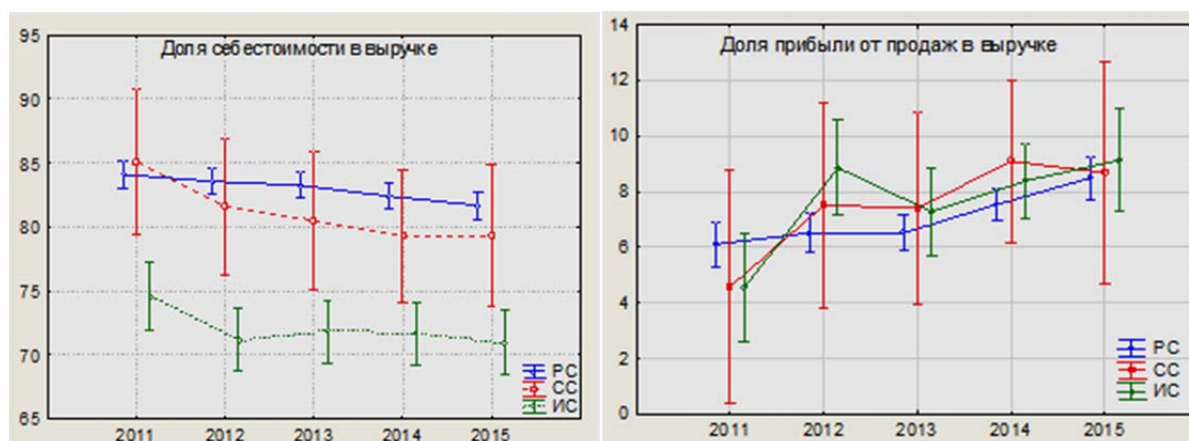 Доля себестоимости в выручке
95
90
85
80
75
70
65
2011 2012 2013 2014 2015
РС
СС
ИС
Доля прибыли от продаж в выручке
14
12
10
8
6
4
2
0
2011 2012 2013 2014 2015
РС
СС
ИС